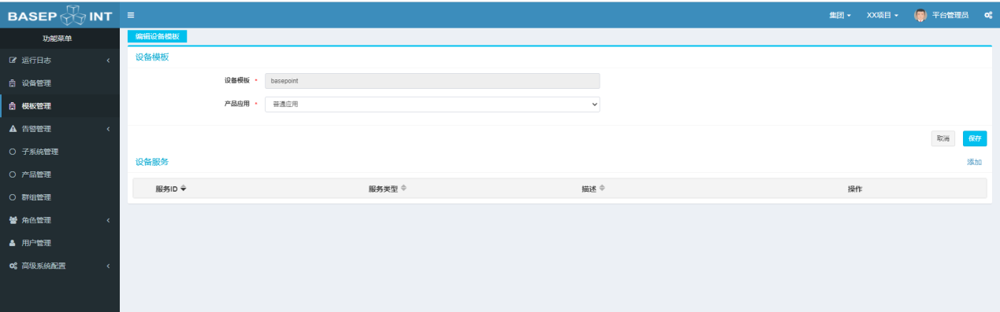 BASEPOINT
集团 XX项目 平台管理员
功能菜单
运行日志
设备管理
模板管理
告警管理
子系统管理
产品管理
群组管理
角色管理
用户管理
高级系统配置
编辑设备模板
设备模板
设备模板 * basepoint
产品应用 * 普通应用
取消 保存
设备服务 添加
服务ID 服务类型 描述 操作